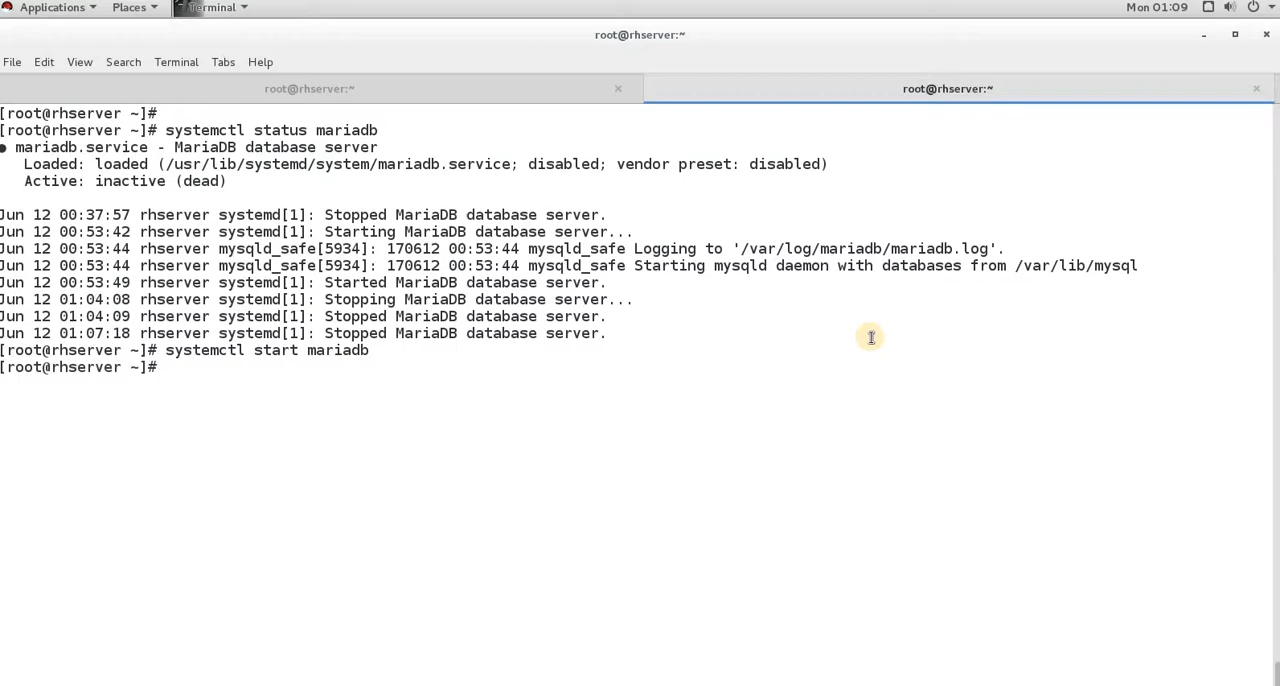 Applications Places Terminal Mon 01:09
root@rhserver:~
File Edit View Search Terminal Tabs Help
root@rhserver:~ × root@rhserver:~ ×
[root@rhserver ~]#
[root@rhserver ~]# systemctl status mariadb
● mariadb.service - MariaDB database server
Loaded: loaded (/usr/lib/systemd/system/mariadb.service; disabled; vendor preset: disabled)
Active: inactive (dead)
Jun 12 00:37:57 rhserver systemd[1]: Stopped MariaDB database server.
Jun 12 00:53:42 rhserver systemd[1]: Starting MariaDB database server...
Jun 12 00:53:44 rhserver mysqld_safe[5934]: 170612 00:53:44 mysqld_safe Logging to '/var/log/mariadb/mariadb.log'.
Jun 12 00:53:44 rhserver mysqld_safe[5934]: 170612 00:53:44 mysqld_safe Starting mysqld daemon with databases from /var/lib/mysql
Jun 12 00:53:49 rhserver systemd[1]: Started MariaDB database server.
Jun 12 01:04:08 rhserver systemd[1]: Stopping MariaDB database server...
Jun 12 01:04:09 rhserver systemd[1]: Stopped MariaDB database server.
Jun 12 01:07:18 rhserver systemd[1]: Stopped MariaDB database server.
[root@rhserver ~]# systemctl start mariadb
[root@rhserver ~]#